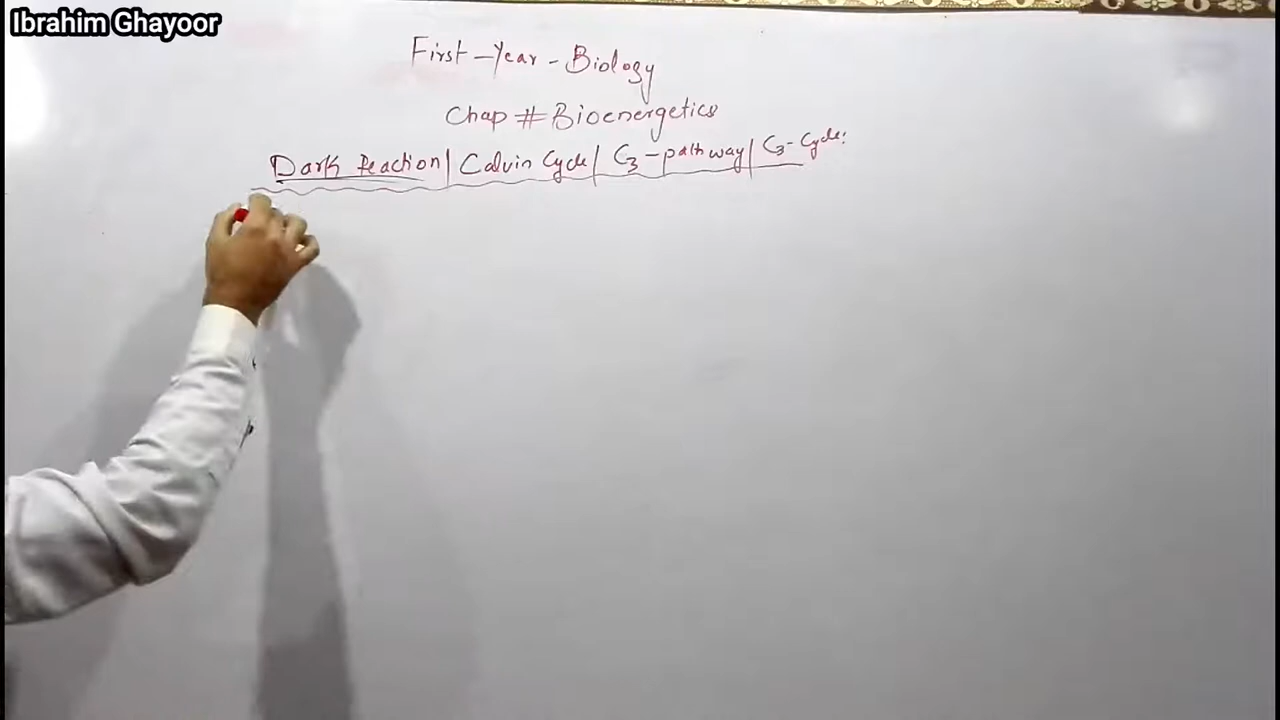 Ibrahim Ghayoor
First-Year-Biology
Chap # Bioenergetics
Dark Reaction | Calvin Cycle | C3-pathway | C3-Cycle: